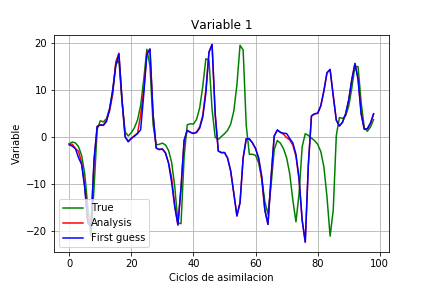 Variable 1
20
10
0
−10
−20
Variable
True
Analysis
First guess
0 20 40 60 80 100
Ciclos de asimilacion